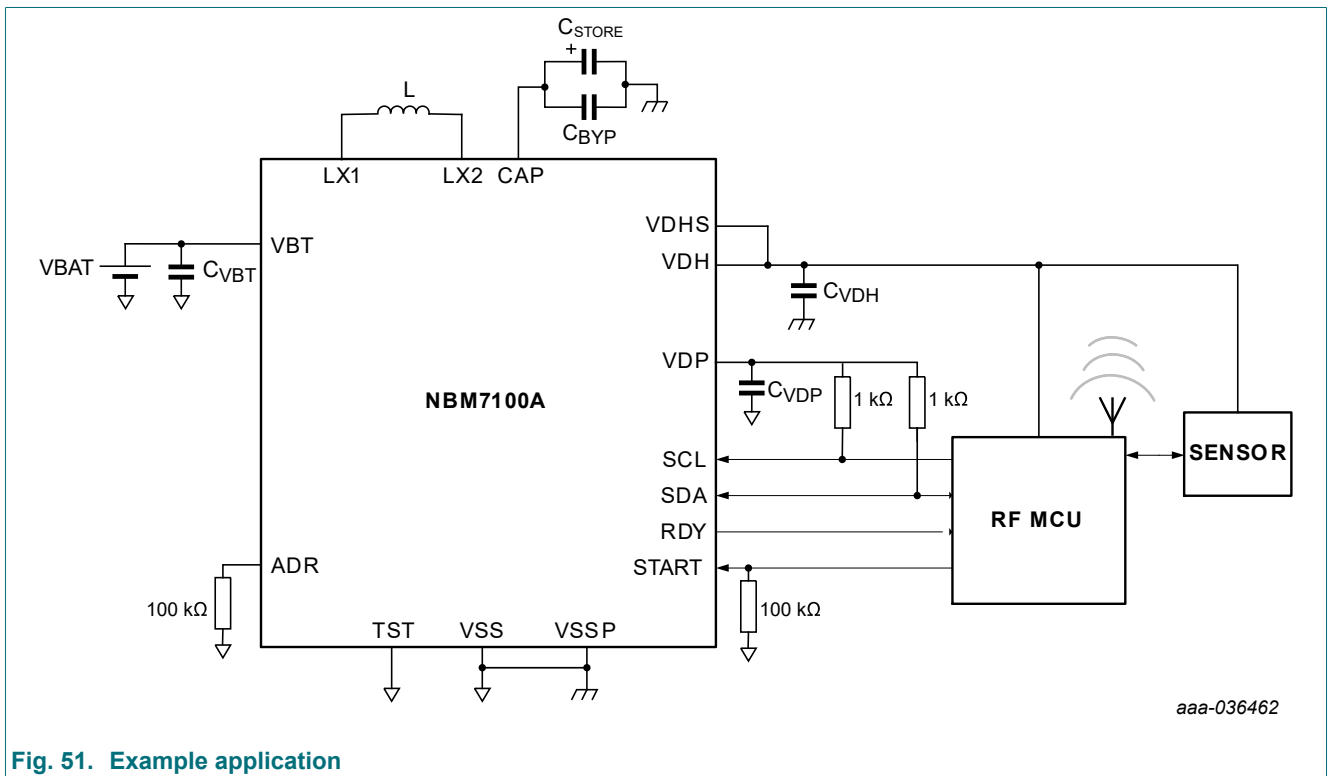 CSTORE
+
L
CBYP
LX1
LX2
CAP
VDHS
VBT
VDH
VBAT
CVBT
CVDH
VDP
NBM7100A
CVDP
1 kΩ
1 kΩ
SCL
SENSOR
SDA
RF MCU
RDY
ADR
START
100 kΩ
100 kΩ
TST
VSS
VSSP
aaa-036462
Fig. 51. Example application